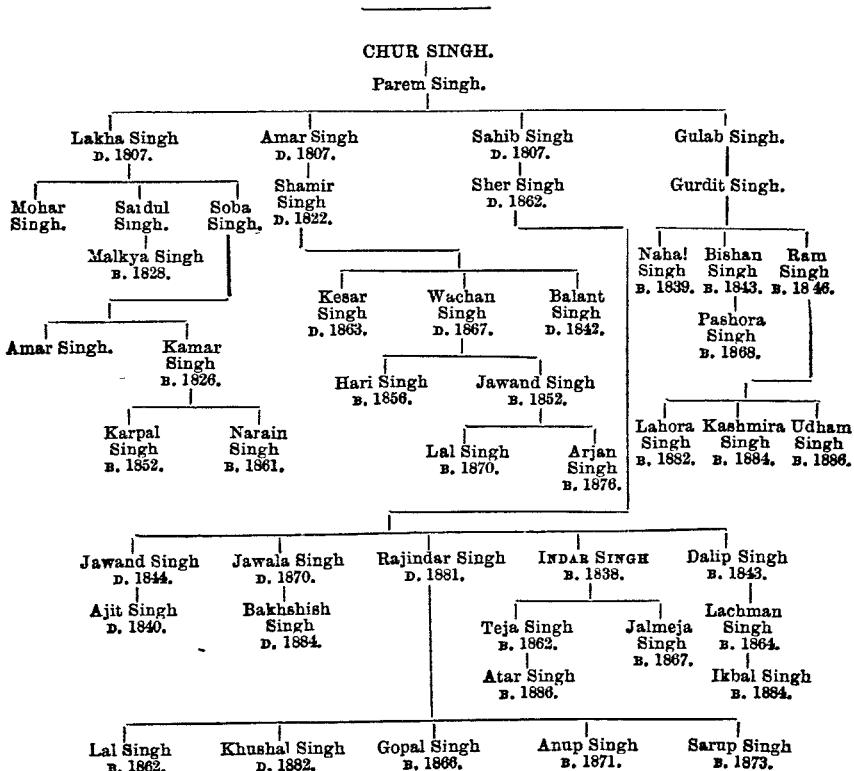 CHUR SINGH.
Parem Singh.
Lakha Singh Amar Singh Sahib Singh Gulab Singh.
D. 1807. D. 1807. D. 1807.
Shamir Sher Singh Gurdit Singh.
Singh D. 1862.
D. 1822.
Mohar Sardul Soba
Singh. Singh. Singh.
Malkya Singh
B. 1828.
Nahal Bishan Ram
Singh Singh Singh
B. 1839. B. 1843. B. 1846.
Kesar Wachan Balant
Singh Singh Singh
D. 1863. D. 1867. D. 1842.
Pashora
Singh
B. 1868.
Amar Singh. Kamar
Singh
B. 1826.
Hari Singh Jawand Singh
B. 1856. B. 1852.
Karpal Narain
Singh Singh
B. 1852. B. 1861.
Lal Singh Arjan
B. 1870. Singh
B. 1876.
Lahora Kashmira Udham
Singh Singh Singh
B. 1882. B. 1884. B. 1886.
Jawand Singh Jawala Singh Rajindar Singh INDAR SINGH Dalip Singh
D. 1844. D. 1870. D. 1881. B. 1838. B. 1843.
Ajit Singh Bakhshish Lachman
D. 1840. Singh Singh
D. 1884. B. 1864.
Teja Singh Jalmeja
B. 1862. Singh
B. 1867.
Atar Singh Ikbal Singh
B. 1886. B. 1884.
Lal Singh Khushal Singh Gopal Singh Anup Singh Sarup Singh
B. 1862. D. 1882. B. 1866. B. 1871. B. 1873.